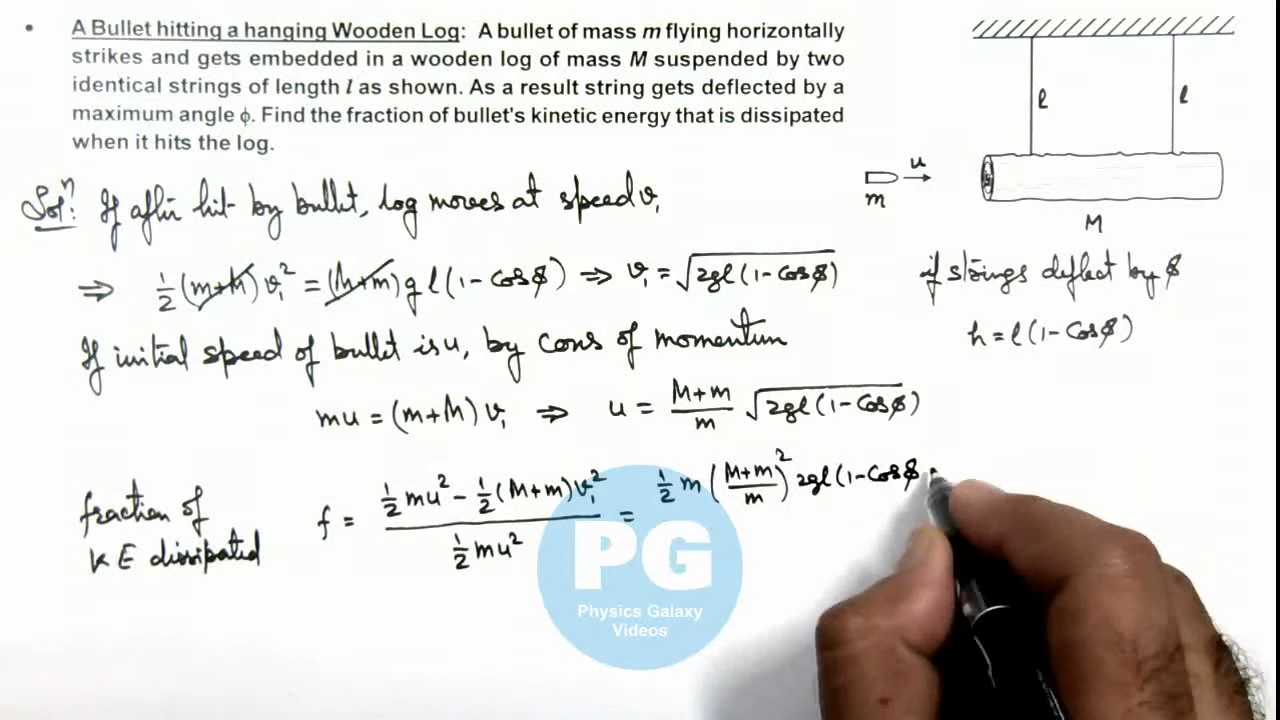 • A Bullet hitting a hanging Wooden Log: A bullet of mass m flying horizontally
strikes and gets embedded in a wooden log of mass M suspended by two
identical strings of length l as shown. As a result string gets deflected by a
maximum angle ϕ. Find the fraction of bullet's kinetic energy that is dissipated
when it hits the log.
ℓ ℓ
u
m
M
Solⁿ: If after hit by bullet, log moves at speed v₁
⇒ ½(m+M)v₁² = (M+m)gl(1-Cosϕ) ⇒ v₁ = √(2gl(1-Cosϕ))
if strings deflect by ϕ
h = l(1-Cosϕ)
If initial speed of bullet is u, by cons of momentum
mu = (m+M)v₁ ⇒ u = (M+m)/m √(2gl(1-Cosϕ))
fraction of
KE dissipated
f = (½mu² - ½(M+m)v₁²)/(½mu²) = ½m((M+m)/m)² 2gl(1-Cosϕ
PG
Physics Galaxy
Videos